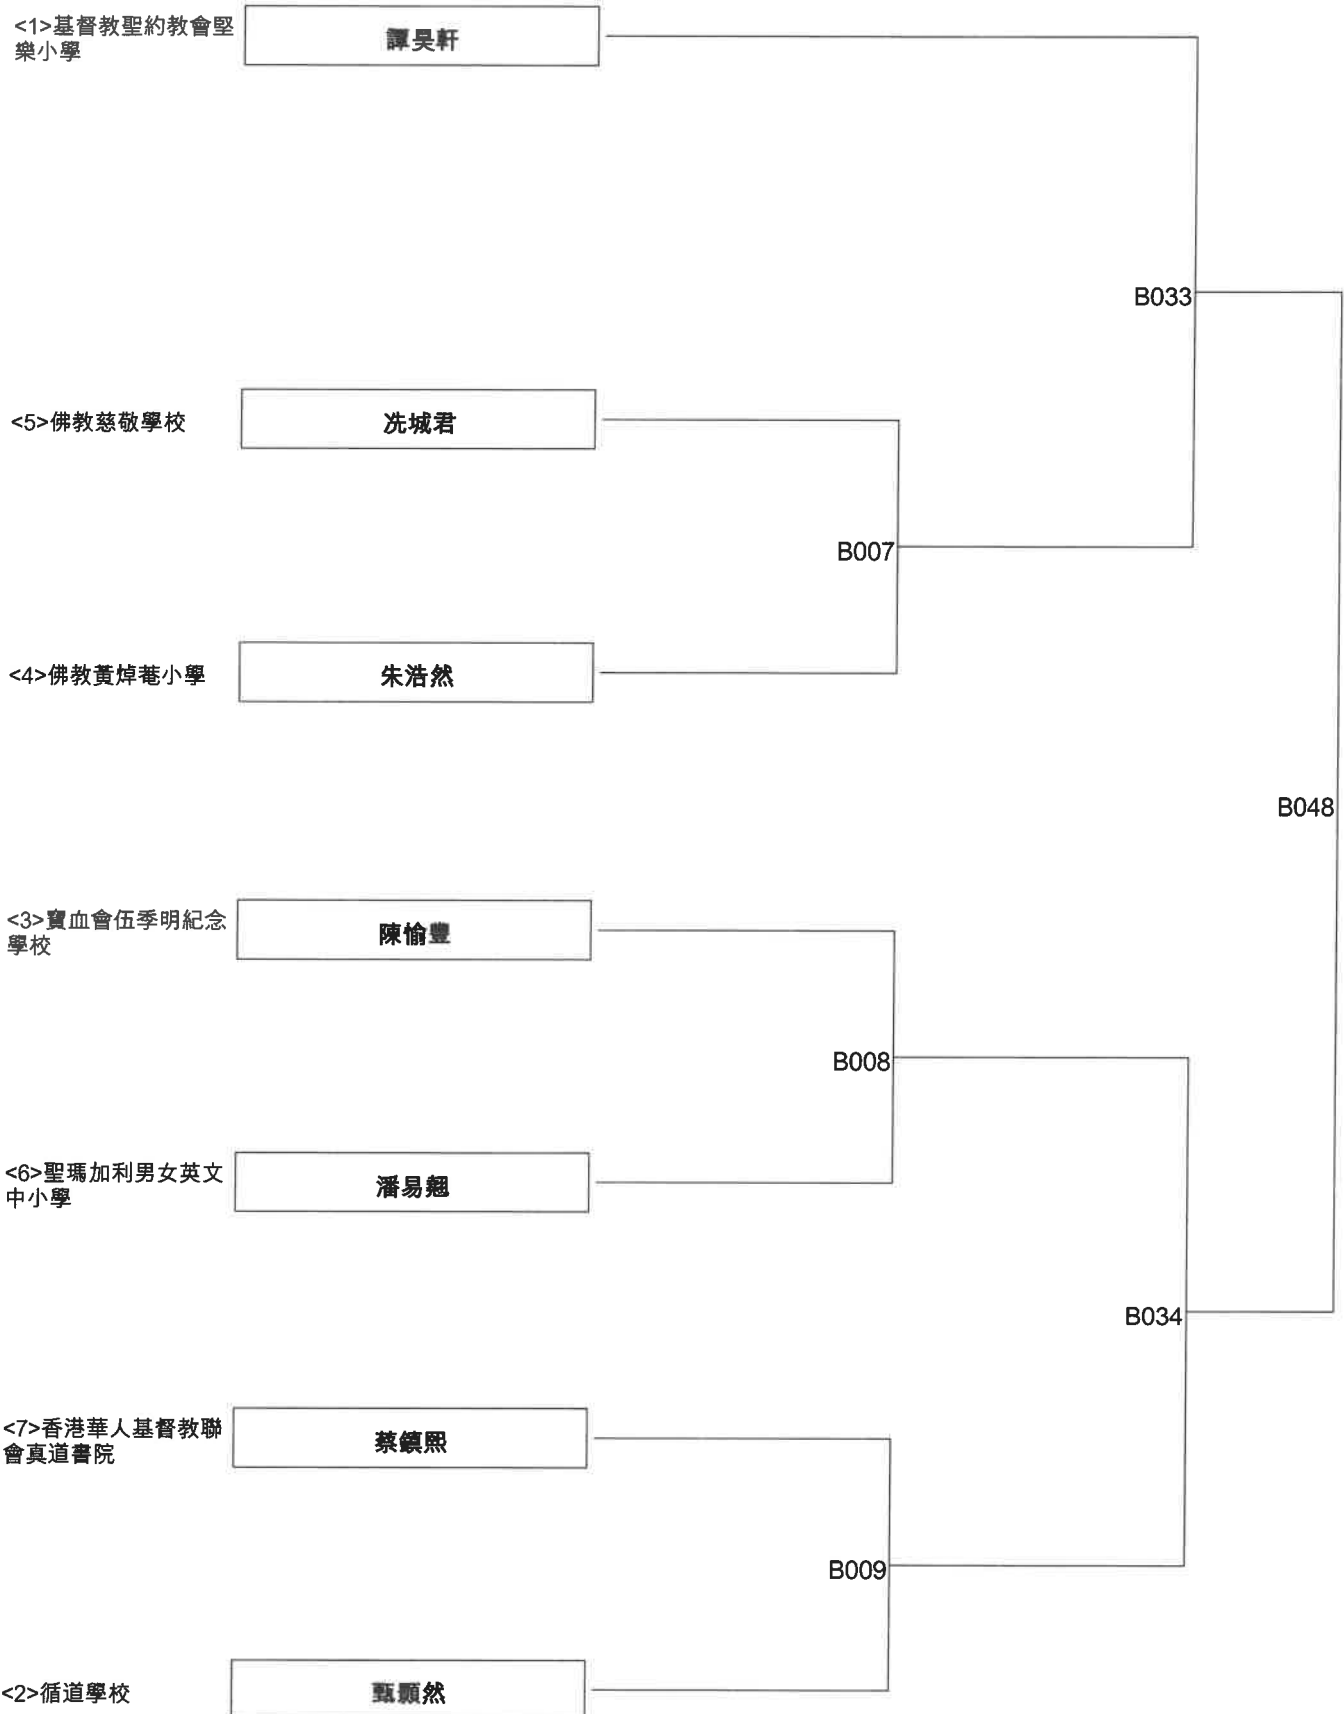 <1>基督教聖約教會堅
樂小學
譚昊軒
B033
<5>佛教慈敬學校
冼城君
B007
<4>佛教黃焯菴小學
朱浩然
B048
<3>寶血會伍季明紀念
學校
陳愉豐
B008
<6>聖瑪加利男女英文
中小學
潘易翹
B034
<7>香港華人基督教聯
會真道書院
蔡鎮熙
B009
<2>循道學校
甄顥然